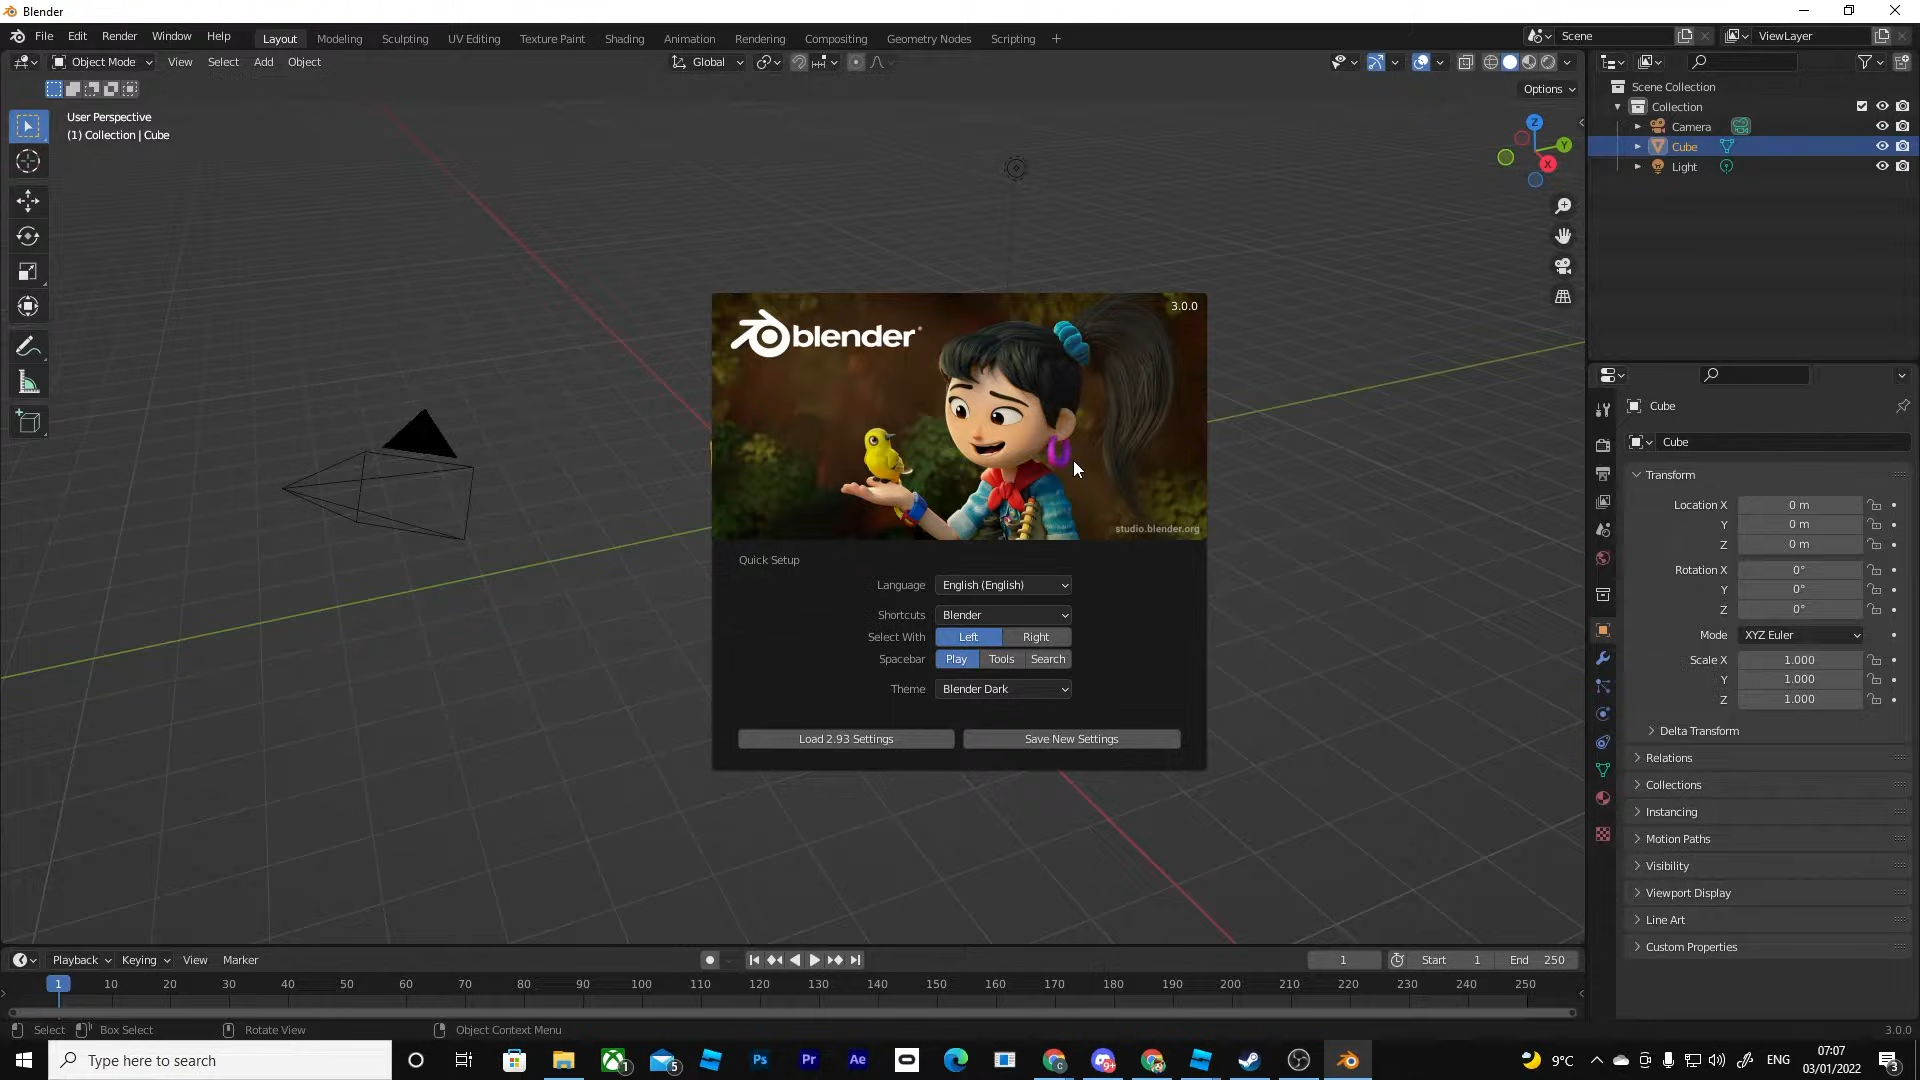 Blender
File Edit Render Window Help
Layout Modeling Sculpting UV Editing Texture Paint Shading Animation Rendering Compositing Geometry Nodes Scripting +
Scene
ViewLayer
Object Mode View Select Add Object
Global
Options
User Perspective
(1) Collection | Cube
Z
Y
X
Scene Collection
Collection
Camera
Cube
Light
3.0.0
blender
studio.blender.org
Quick Setup
Language English (English)
Shortcuts Blender
Select With Left Right
Spacebar Play Tools Search
Theme Blender Dark
Load 2.93 Settings Save New Settings
Cube
Cube
Transform
Location X 0 m
Y 0 m
Z 0 m
Rotation X 0°
Y 0°
Z 0°
Mode XYZ Euler
Scale X 1.000
Y 1.000
Z 1.000
Delta Transform
Relations
Collections
Instancing
Motion Paths
Visibility
Viewport Display
Line Art
Custom Properties
Playback Keying View Marker
1 Start 1 End 250
1 10 20 30 40 50 60 70 80 90 100 110 120 130 140 150 160 170 180 190 200 210 220 230 240 250
Select Box Select Rotate View Object Context Menu
3.0.0
Type here to search
1
5
Ps Pr Ae
9+
9°C
ENG
07:07
03/01/2022
3